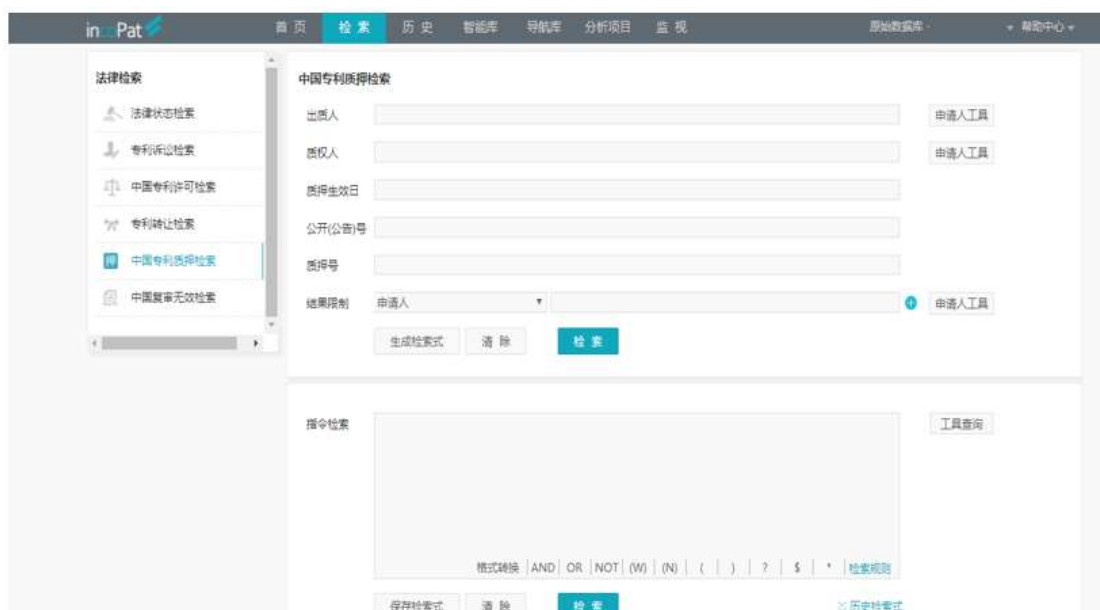 incoPat 首页 检索 历史 智能库 导航库 分析项目 监视 原始数据库 帮助中心
法律检索
法律状态检索
专利诉讼检索
中国专利许可检索
专利转让检索
押 中国专利质押检索
中国复审无效检索
中国专利质押检索
出质人 申请人工具
质权人 申请人工具
质押生效日
公开(公告)号
质押号
结果限制 申请人 申请人工具
生成检索式 清除 检索
指令检索 工具查询
格式转换 | AND | OR | NOT | (W) | (N) | ( | ) | ? | $ | * | 检索规则
保存检索式 清除 检索 历史检索式